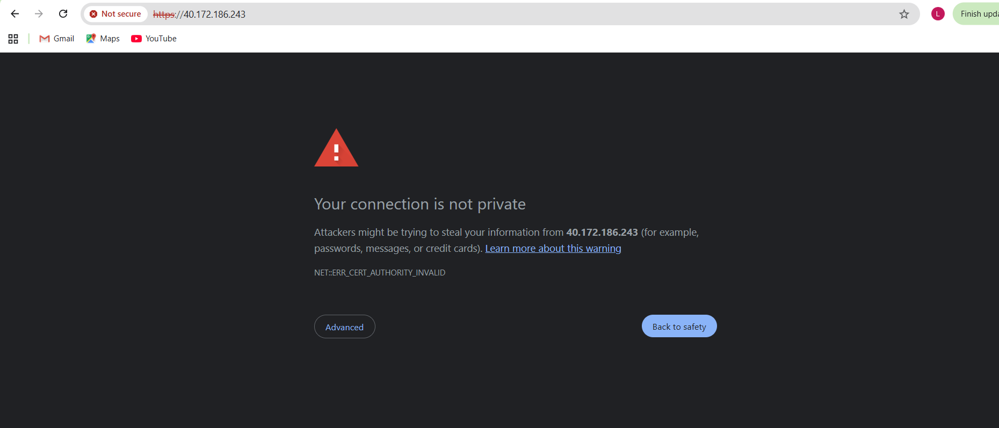 Not secure https://40.172.186.243 L Finish upda
Gmail Maps YouTube
Your connection is not private
Attackers might be trying to steal your information from 40.172.186.243 (for example,
passwords, messages, or credit cards). Learn more about this warning
NET::ERR_CERT_AUTHORITY_INVALID
Advanced Back to safety